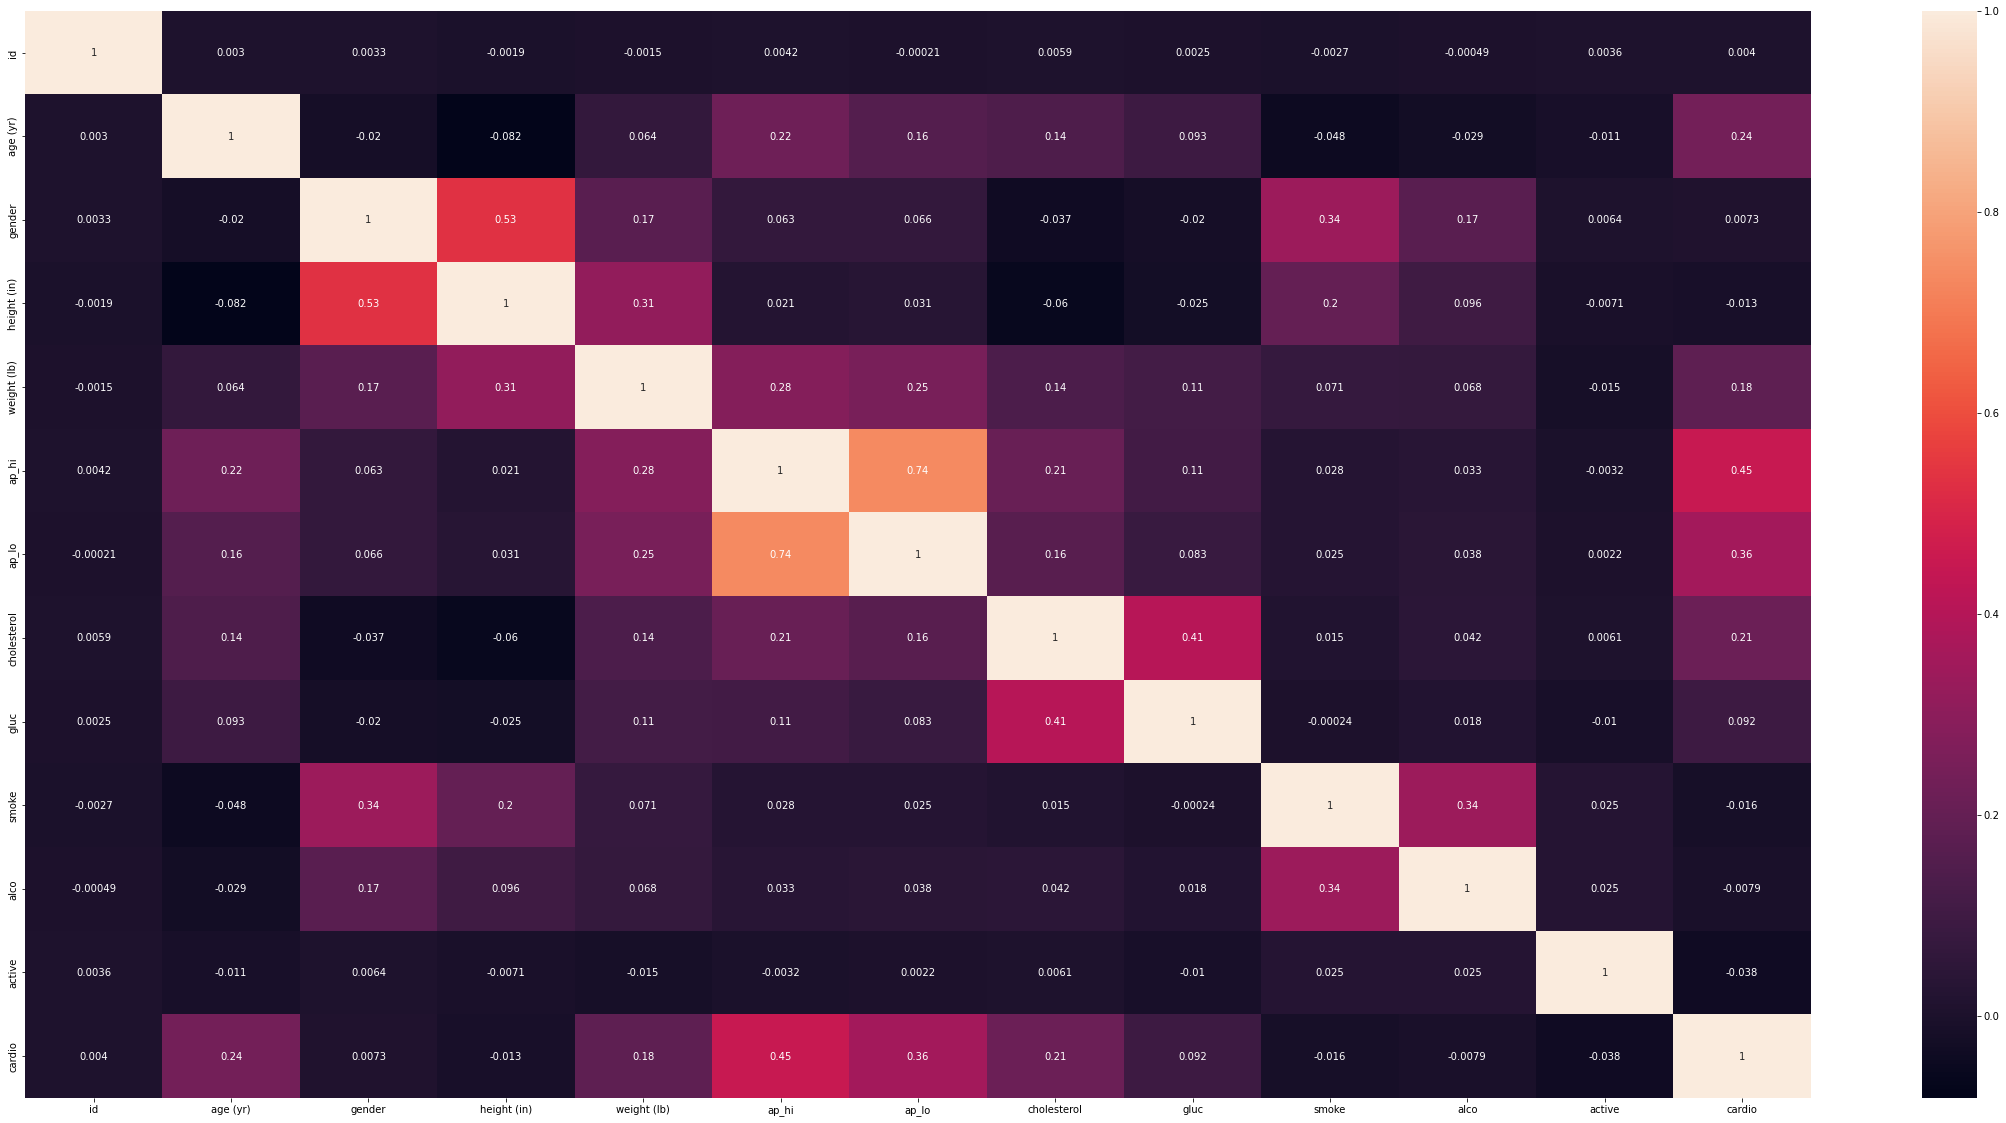 id 1 0.003 0.0033 -0.0019 -0.0015 0.0042 -0.00021 0.0059 0.0025 -0.0027 -0.00049 0.0036 0.004
age (yr) 0.003 1 -0.02 -0.082 0.064 0.22 0.16 0.14 0.093 -0.048 -0.029 -0.011 0.24
gender 0.0033 -0.02 1 0.53 0.17 0.063 0.066 -0.037 -0.02 0.34 0.17 0.0064 0.0073
height (in) -0.0019 -0.082 0.53 1 0.31 0.021 0.031 -0.06 -0.025 0.2 0.096 -0.0071 -0.013
weight (lb) -0.0015 0.064 0.17 0.31 1 0.28 0.25 0.14 0.11 0.071 0.068 -0.015 0.18
ap_hi 0.0042 0.22 0.063 0.021 0.28 1 0.74 0.21 0.11 0.028 0.033 -0.0032 0.45
ap_lo -0.00021 0.16 0.066 0.031 0.25 0.74 1 0.16 0.083 0.025 0.038 0.0022 0.36
cholesterol 0.0059 0.14 -0.037 -0.06 0.14 0.21 0.16 1 0.41 0.015 0.042 0.0061 0.21
gluc 0.0025 0.093 -0.02 -0.025 0.11 0.11 0.083 0.41 1 -0.00024 0.018 -0.01 0.092
smoke -0.0027 -0.048 0.34 0.2 0.071 0.028 0.025 0.015 -0.00024 1 0.34 0.025 -0.016
alco -0.00049 -0.029 0.17 0.096 0.068 0.033 0.038 0.042 0.018 0.34 1 0.025 -0.0079
active 0.0036 -0.011 0.0064 -0.0071 -0.015 -0.0032 0.0022 0.0061 -0.01 0.025 0.025 1 -0.038
cardio 0.004 0.24 0.0073 -0.013 0.18 0.45 0.36 0.21 0.092 -0.016 -0.0079 -0.038 1
id age (yr) gender height (in) weight (lb) ap_hi ap_lo cholesterol gluc smoke alco active cardio
1.0
0.8
0.6
0.4
0.2
0.0